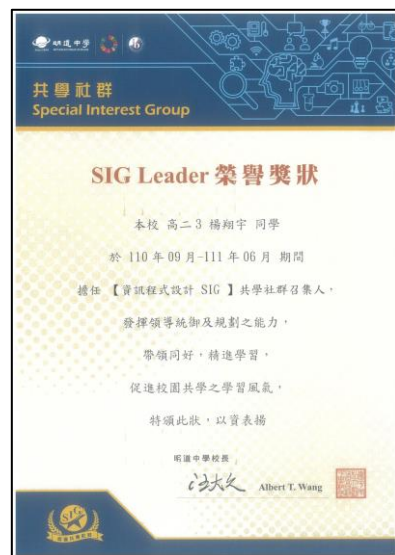 明道中學
共學社群
Special Interest Group
SIG Leader 榮譽獎狀
本校 高二3 楊翔宇 同學
於 110 年 09 月-111 年 06 月 期間
擔任 【資訊程式設計 SIG 】共學社群召集人，
發揮領導統御及規劃之能力，
帶領同好，精進學習，
促進校園共學之學習風氣，
特頒此狀，以資表揚
明道中學校長
汪大久 Albert T. Wang
SIG